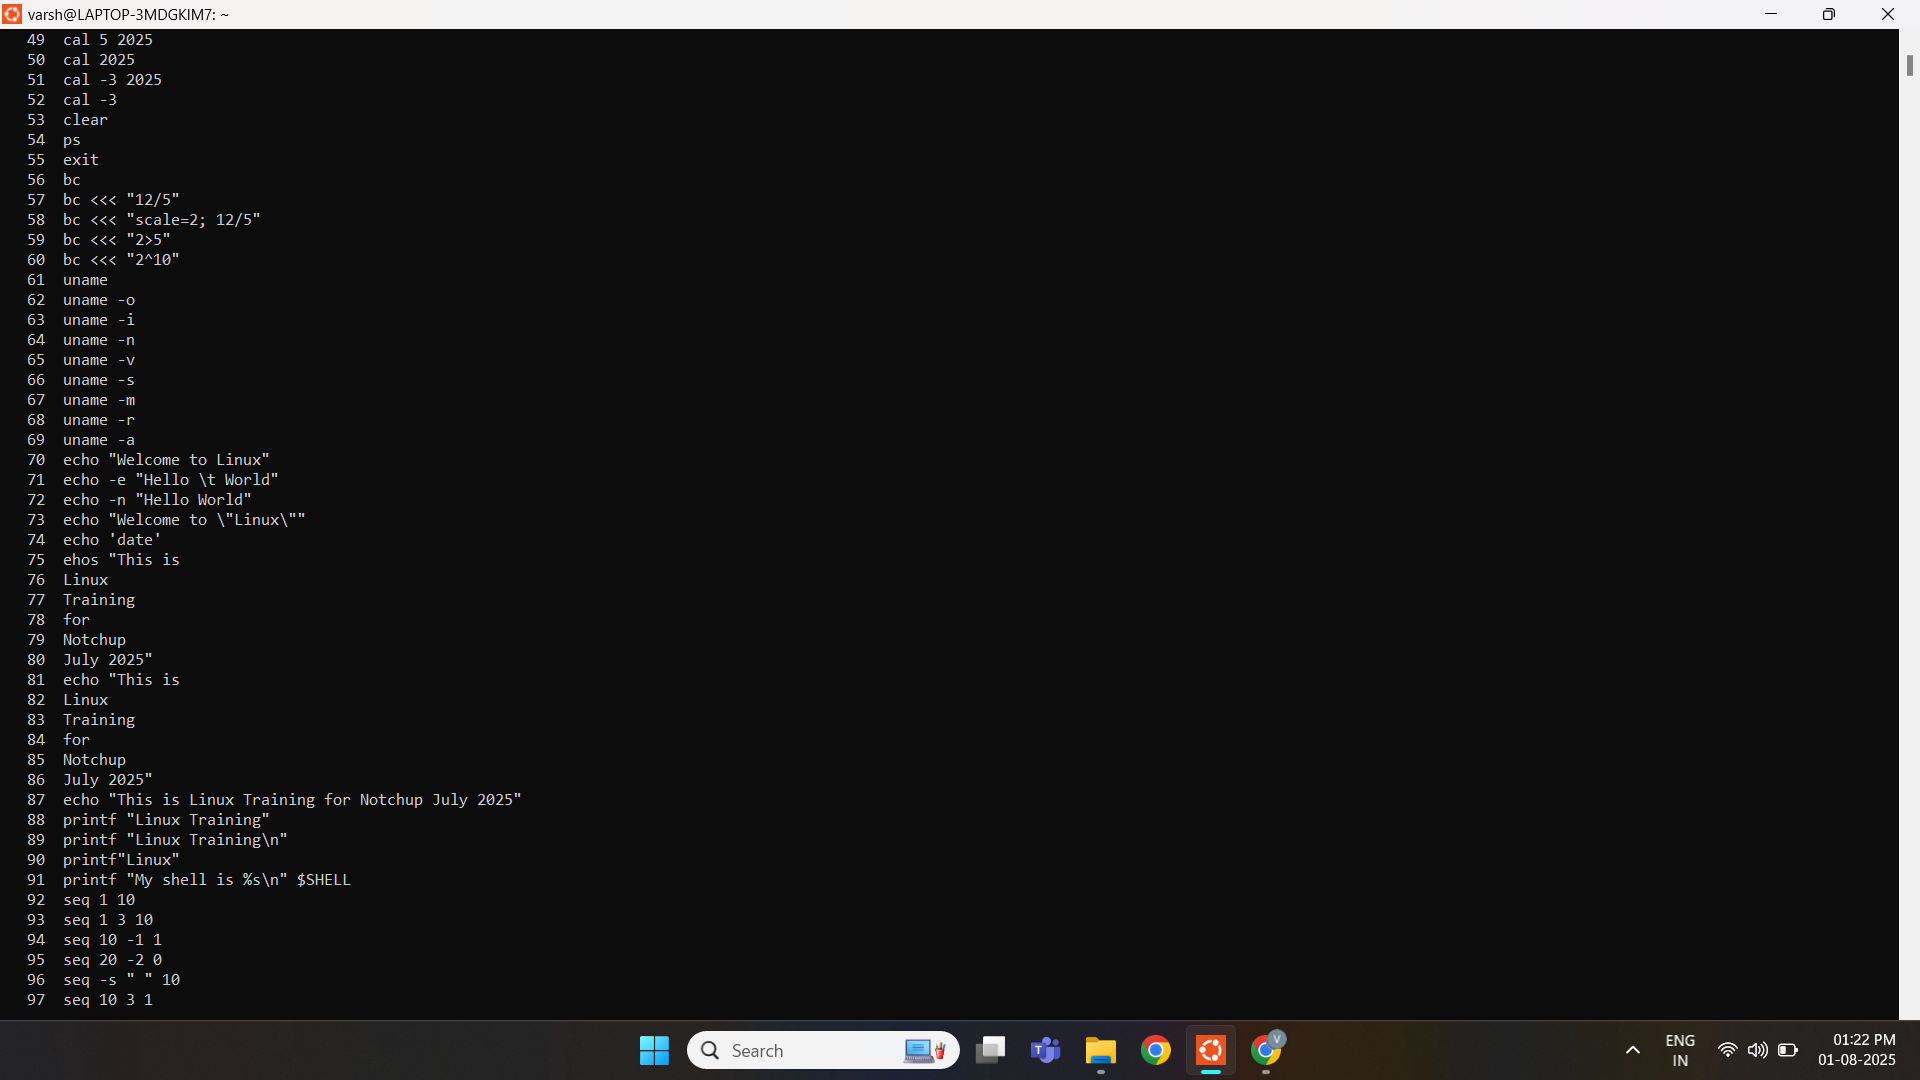 varsh@LAPTOP-3MDGKIM7: ~
49 cal 5 2025
50 cal 2025
51 cal -3 2025
52 cal -3
53 clear
54 ps
55 exit
56 bc
57 bc <<< "12/5"
58 bc <<< "scale=2; 12/5"
59 bc <<< "2>5"
60 bc <<< "2^10"
61 uname
62 uname -o
63 uname -i
64 uname -n
65 uname -v
66 uname -s
67 uname -m
68 uname -r
69 uname -a
70 echo "Welcome to Linux"
71 echo -e "Hello \t World"
72 echo -n "Hello World"
73 echo "Welcome to \"Linux\""
74 echo 'date'
75 ehos "This is
76 Linux
77 Training
78 for
79 Notchup
80 July 2025"
81 echo "This is
82 Linux
83 Training
84 for
85 Notchup
86 July 2025"
87 echo "This is Linux Training for Notchup July 2025"
88 printf "Linux Training"
89 printf "Linux Training\n"
90 printf"Linux"
91 printf "My shell is %s\n" $SHELL
92 seq 1 10
93 seq 1 3 10
94 seq 10 -1 1
95 seq 20 -2 0
96 seq -s " " 10
97 seq 10 3 1
Search
T
V
ENG
IN
01:22 PM
01-08-2025